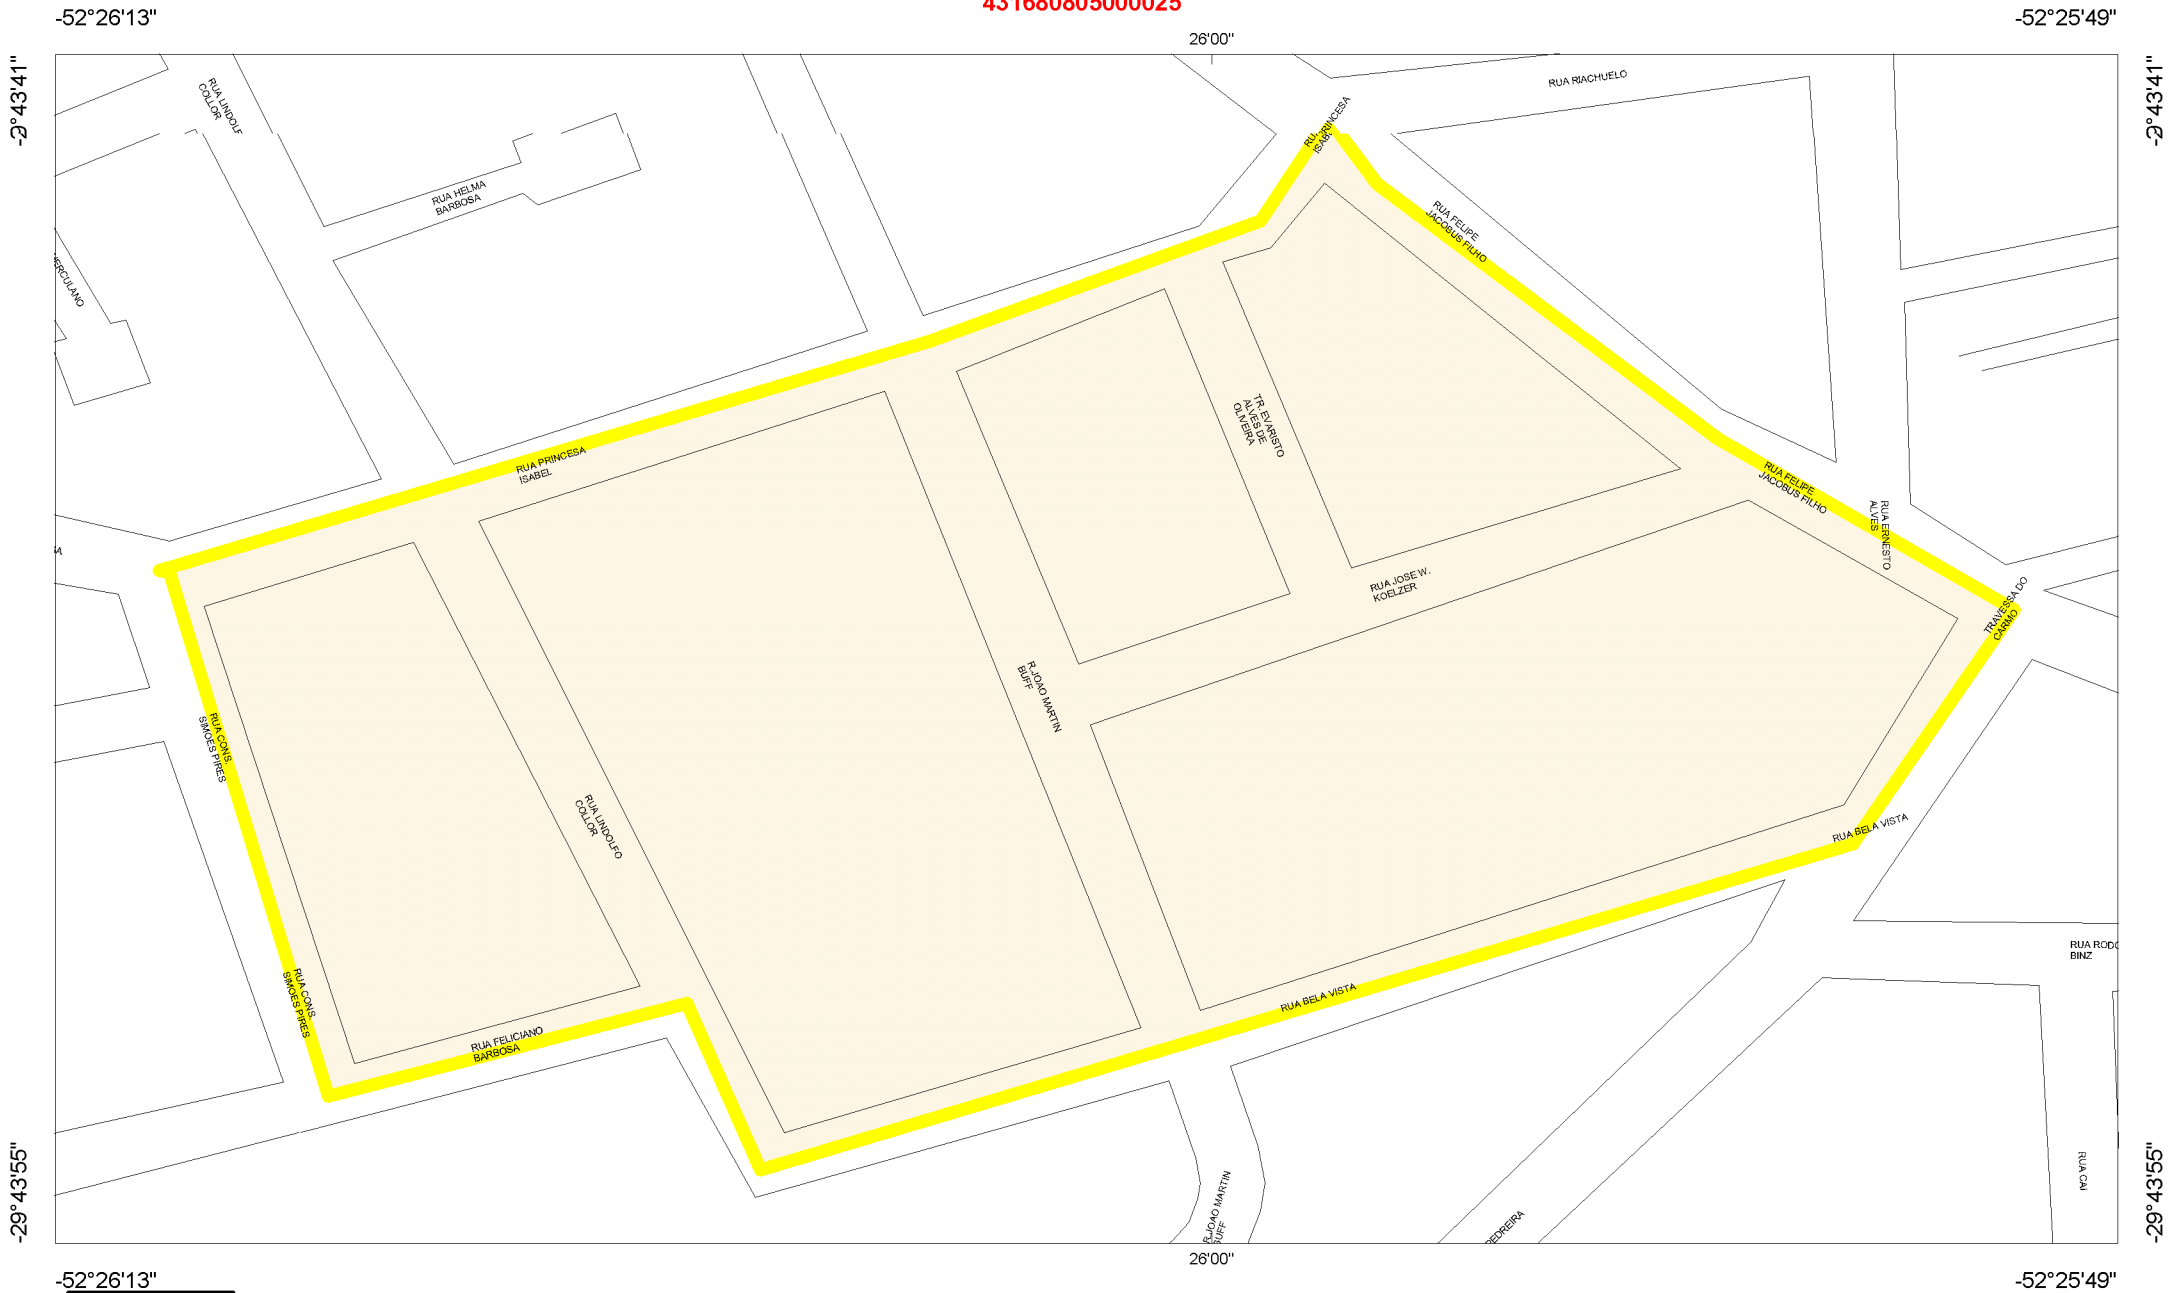 431680805000025
-52°26'13"
-52°25'49"
26'00"
-29°43'41"
-29°43'41"
RUA RIACHUELO
RUA LINDOLF
COLLOR
RUA PRINCESA
ISABEL
RUA HELMA
BARBOSA
RUA FELIPE
JACOBUS FILHO
HERCULANO
TR. EVARISTO
ALVES DE
OLIVEIRA
RUA PRINCESA
ISABEL
RUA FELIPE
JACOBUS FILHO
RUA ERNESTO
ALVES
SA
RUA JOSE W.
KOELZER
TRAVESSA DO
CARMO
R. JOAO MARTIN
BUFF
RUA CONS.
SIMOES PIRES
RUA LINDOLFO
COLLOR
RUA BELA VISTA
RUA RODO
BINZ
RUA CONS.
SIMOES PIRES
RUA BELA VISTA
RUA FELICIANO
BARBOSA
RUA CAI
R. JOAO MARTIN
BUFF
PEDREIRA
-29°43'55"
-29°43'55"
26'00"
-52°26'13"
-52°25'49"